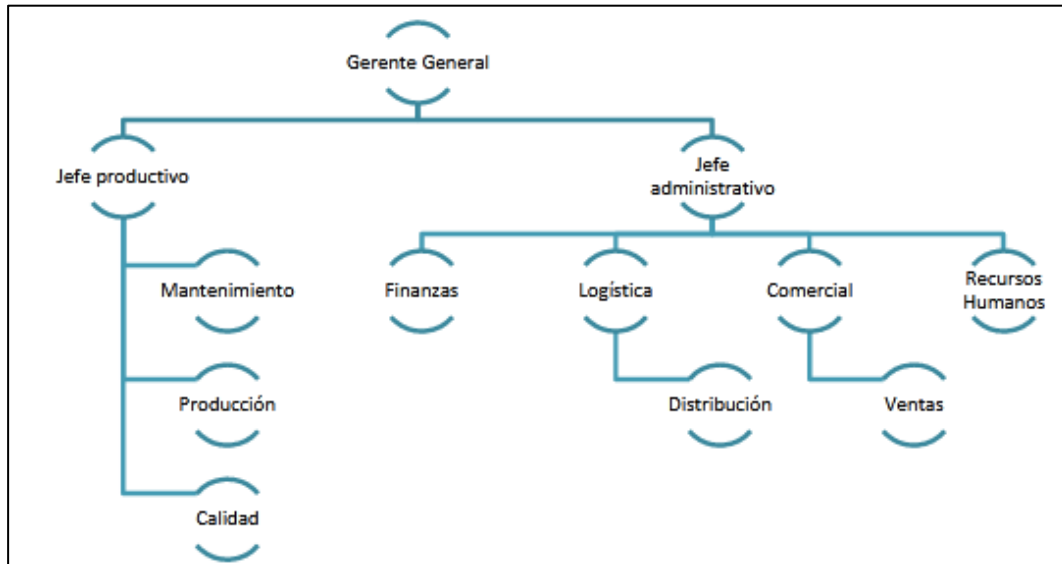 Gerente General
Jefe productivo
Jefe
administrativo
Mantenimiento
Finanzas
Logística
Comercial
Recursos
Humanos
Producción
Distribución
Ventas
Calidad